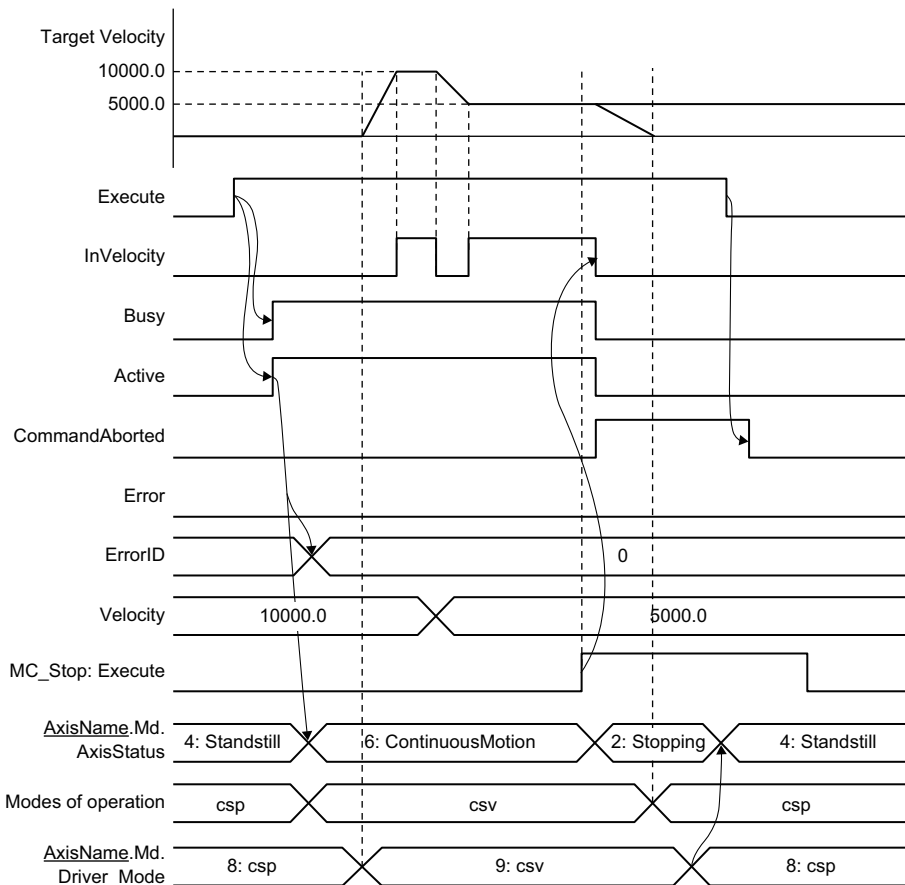 Target Velocity
10000.0
5000.0
Execute
InVelocity
Busy
Active
CommandAborted
Error
ErrorID
0
Velocity
10000.0
5000.0
MC_Stop: Execute
AxisName.Md.
AxisStatus
4: Standstill
6: ContinuousMotion
2: Stopping
4: Standstill
Modes of operation
csp
csv
csp
AxisName.Md.
Driver_Mode
8: csp
9: csv
8: csp